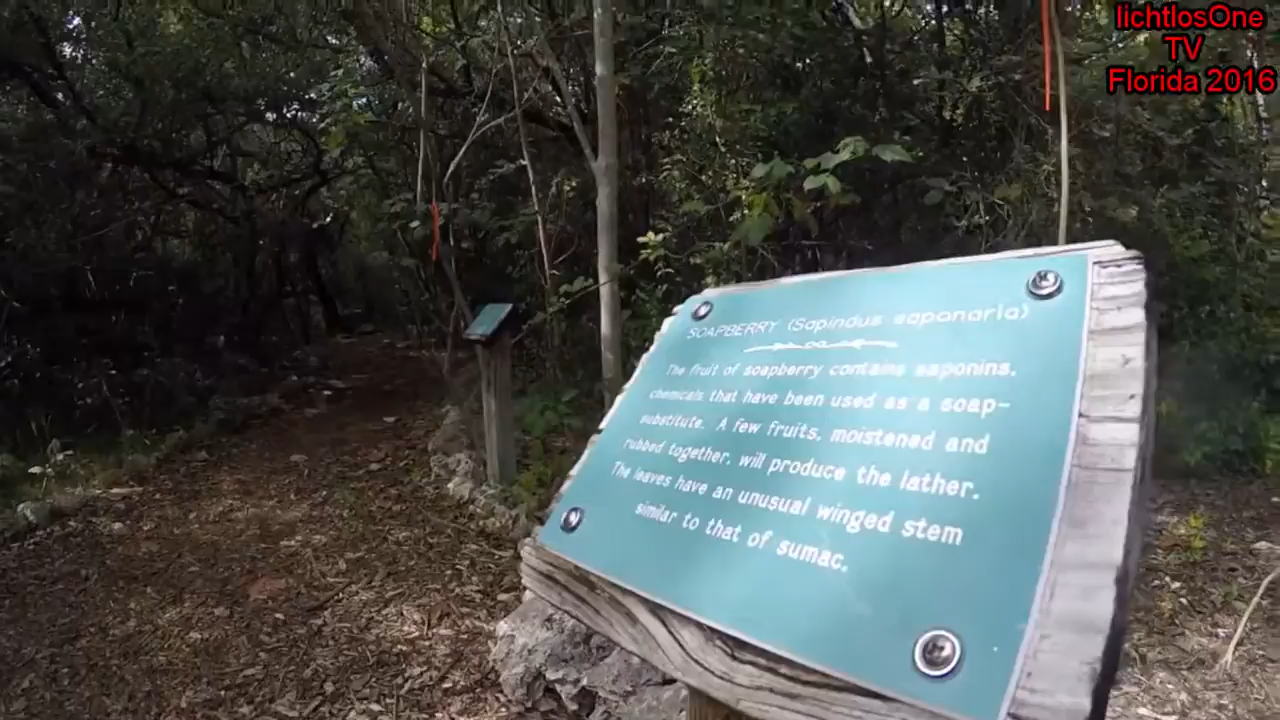 lichtlosOne
TV
Florida 2016
SOAPBERRY (Sapindus saponaria)
The fruit of soapberry contains saponins,
chemicals that have been used as a soap-
substitute. A few fruits, moistened and
rubbed together, will produce the lather.
The leaves have an unusual winged stem
similar to that of sumac.